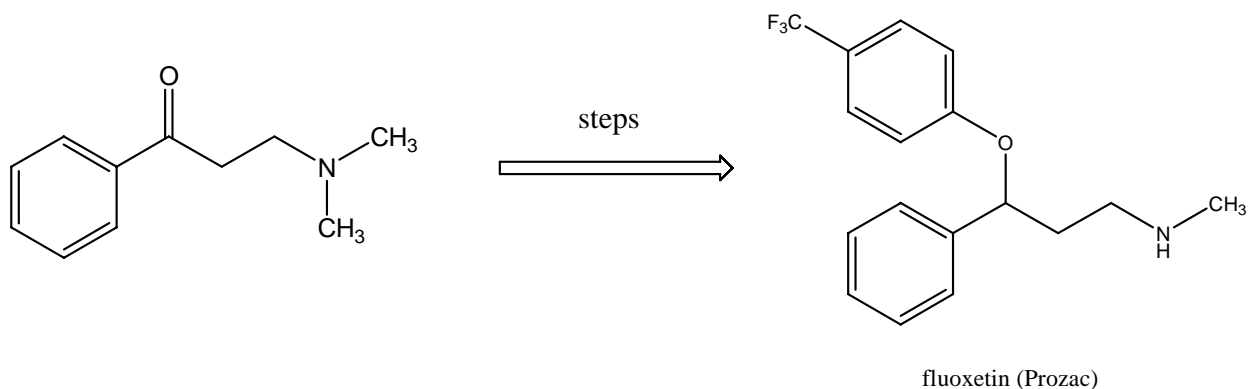 F₃C
O
steps
CH₃
N
CH₃
O
CH₃
N
H
fluoxetin (Prozac)